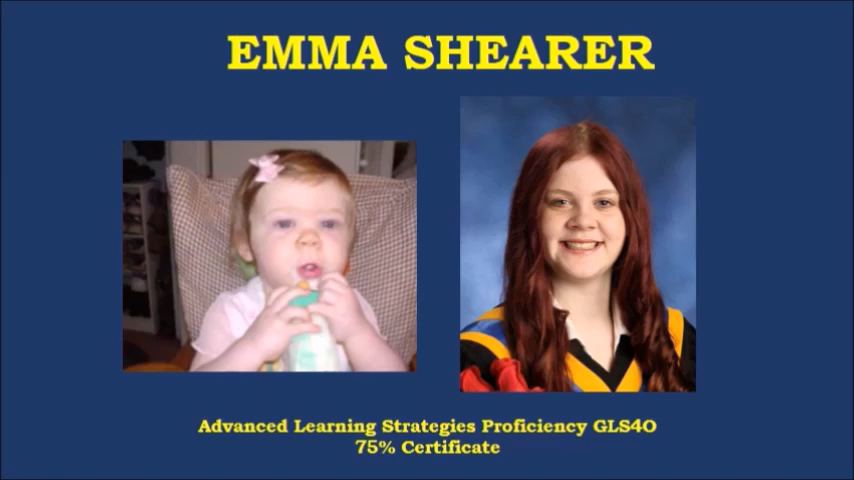 EMMA SHEARER
Advanced Learning Strategies Proficiency GLS4O
75% Certificate